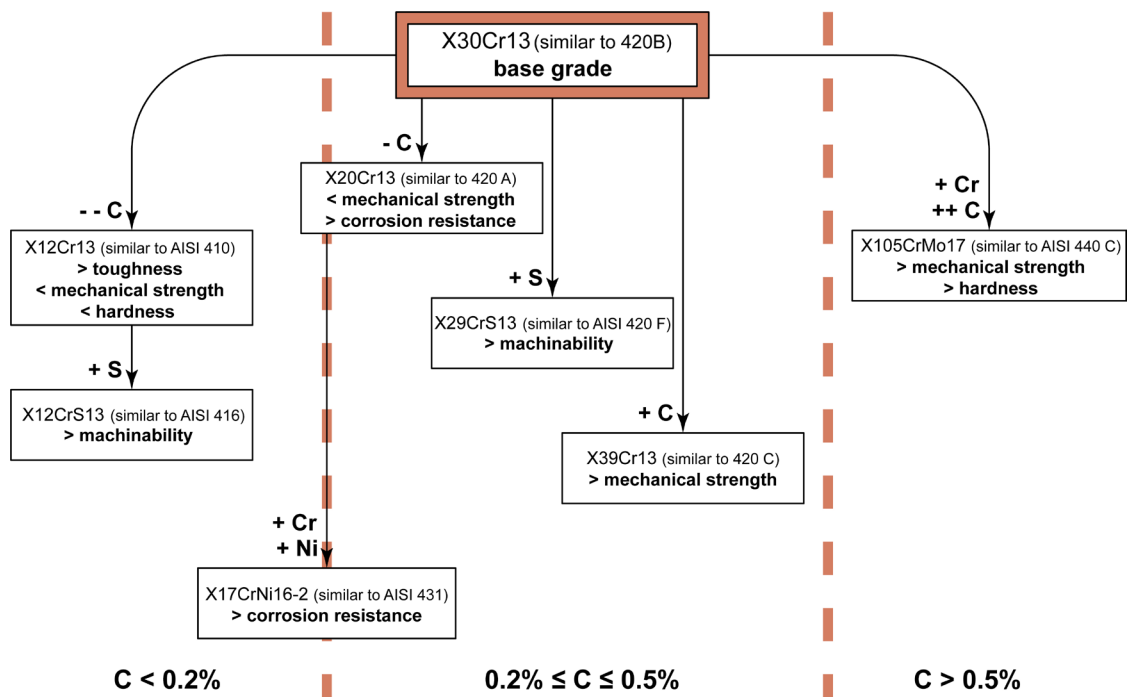 X30Cr13 (similar to 420B)
base grade
- C
X20Cr13 (similar to 420 A)
< mechanical strength
> corrosion resistance
- - C
X12Cr13 (similar to AISI 410)
> toughness
< mechanical strength
< hardness
+ Cr
++ C
X105CrMo17 (similar to AISI 440 C)
> mechanical strength
> hardness
+ S
X29CrS13 (similar to AISI 420 F)
> machinability
+ S
X12CrS13 (similar to AISI 416)
> machinability
+ C
X39Cr13 (similar to 420 C)
> mechanical strength
+ Cr
+ Ni
X17CrNi16-2 (similar to AISI 431)
> corrosion resistance
C < 0.2%
0.2% ≤ C ≤ 0.5%
C > 0.5%